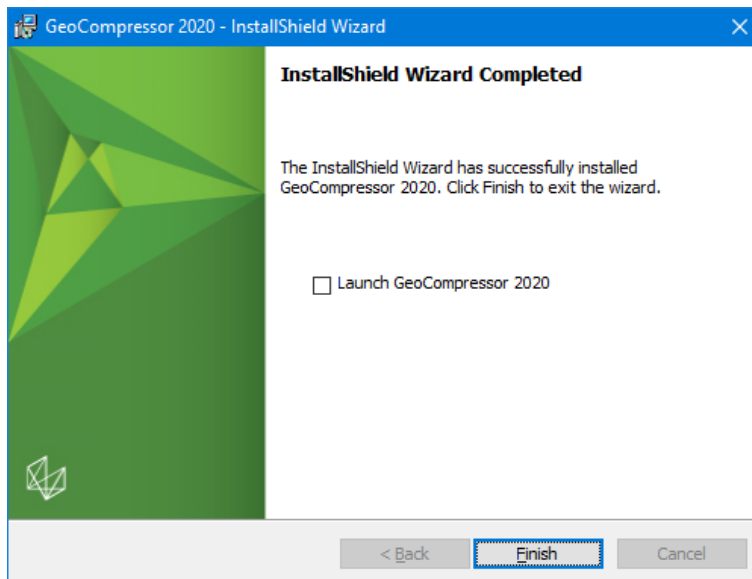 GeoCompressor 2020 - InstallShield Wizard
InstallShield Wizard Completed
The InstallShield Wizard has successfully installed
GeoCompressor 2020. Click Finish to exit the wizard.
Launch GeoCompressor 2020
< Back Finish Cancel